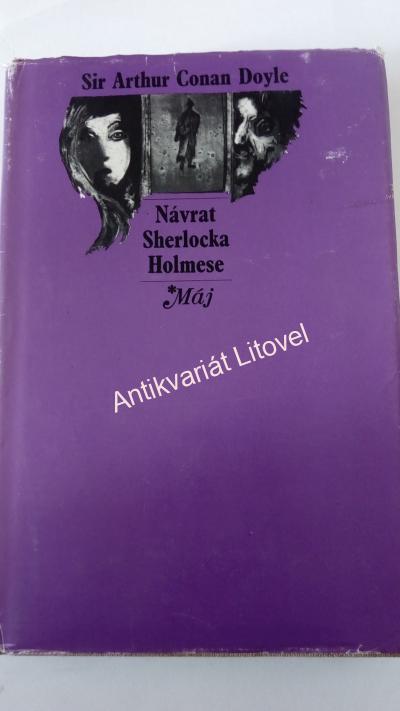 Sir Arthur Conan Doyle
Návrat
Sherlocka
Holmese
*Máj
Antikvariát Litovel